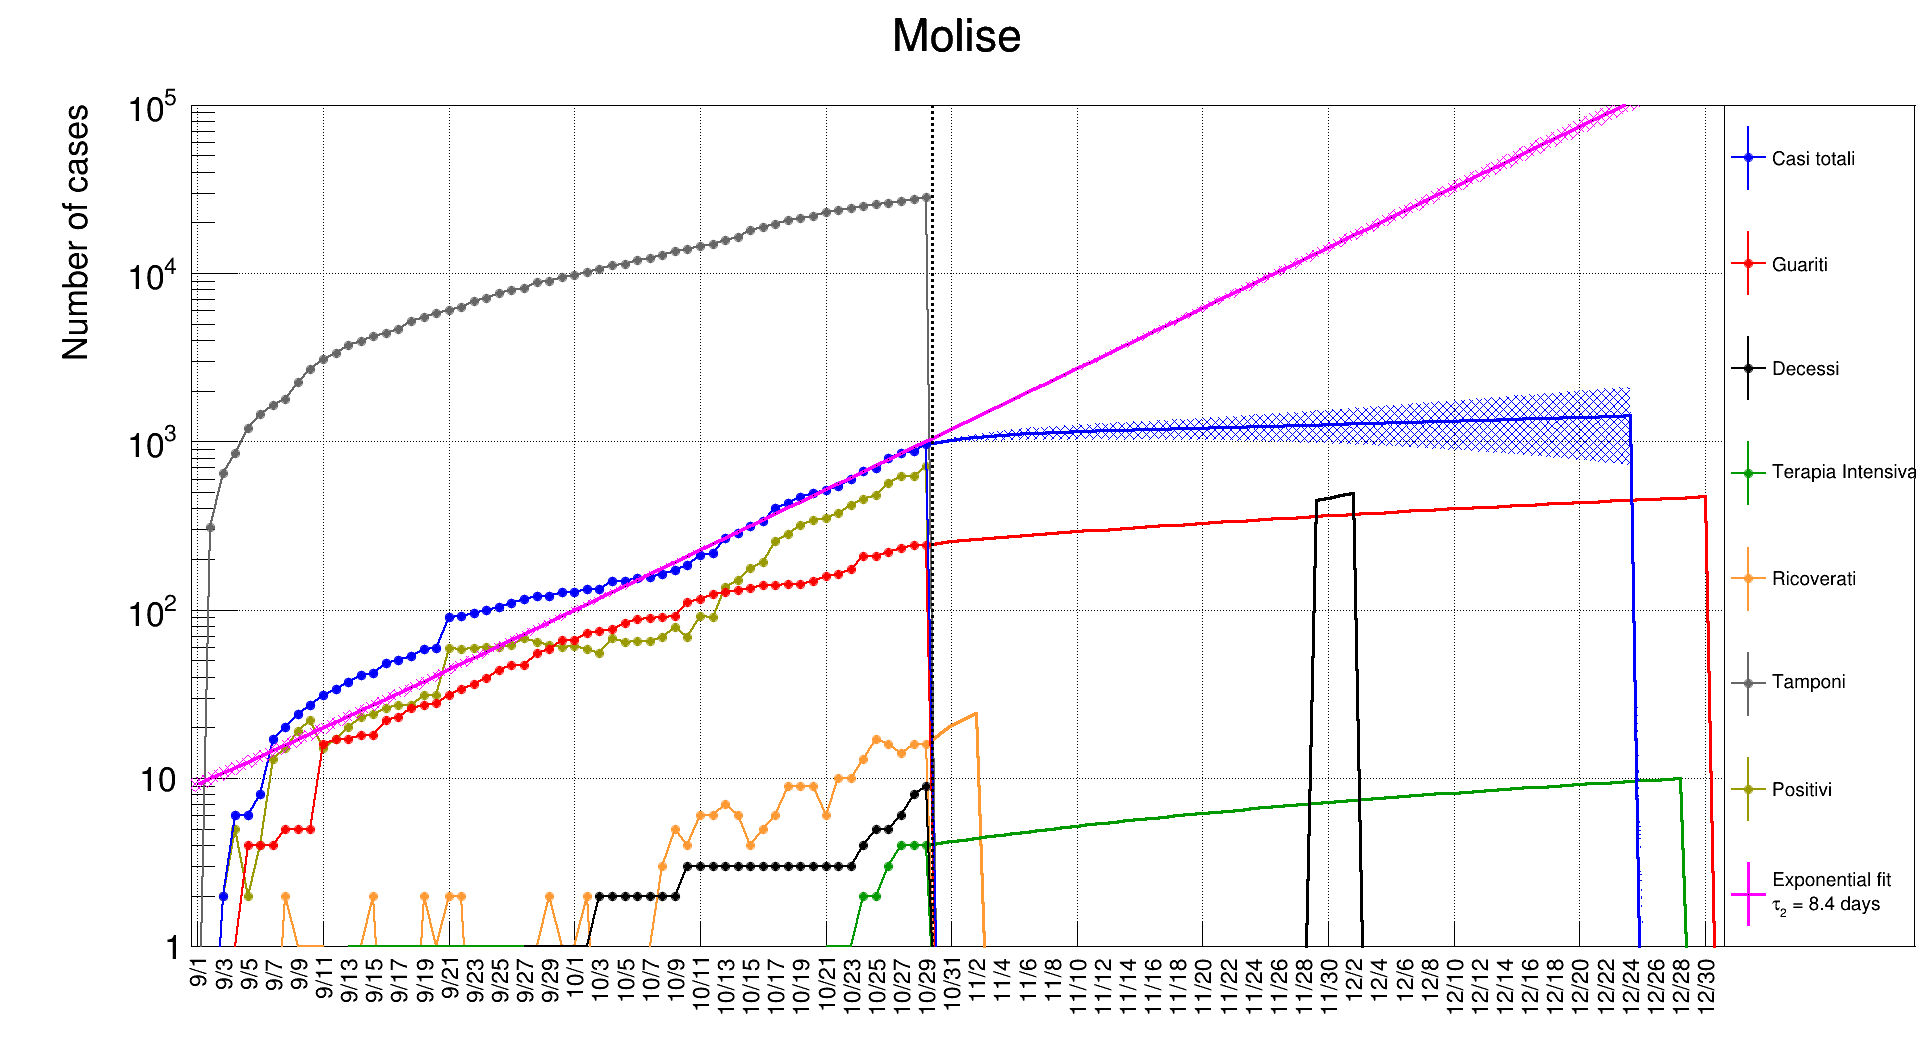 Molise
Number of cases
10^5
10^4
10^3
10^2
10
1
9/1 9/3 9/5 9/7 9/9 9/11 9/13 9/15 9/17 9/19 9/21 9/23 9/25 9/27 9/29 10/1 10/3 10/5 10/7 10/9 10/11 10/13 10/15 10/17 10/19 10/21 10/23 10/25 10/27 10/29 10/31 11/2 11/4 11/6 11/8 11/10 11/12 11/14 11/16 11/18 11/20 11/22 11/24 11/26 11/28 11/30 12/2 12/4 12/6 12/8 12/10 12/12 12/14 12/16 12/18 12/20 12/22 12/24 12/26 12/28 12/30
Casi totali
Guariti
Decessi
Terapia Intensiva
Ricoverati
Tamponi
Positivi
Exponential fit
τ₂ = 8.4 days